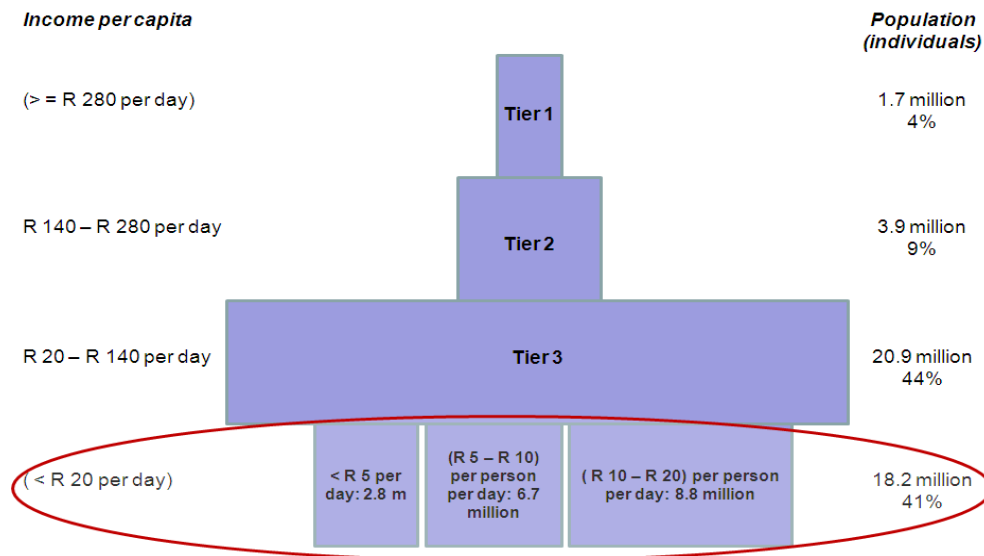 Income per capita
Population
(individuals)
(> = R 280 per day)
Tier 1
1.7 million
4%
R 140 – R 280 per day
Tier 2
3.9 million
9%
R 20 – R 140 per day
Tier 3
20.9 million
44%
( < R 20 per day)
< R 5 per
day: 2.8 m
(R 5 – R 10)
per person
per day: 6.7
million
( R 10 – R 20) per person
per day: 8.8 million
18.2 million
41%